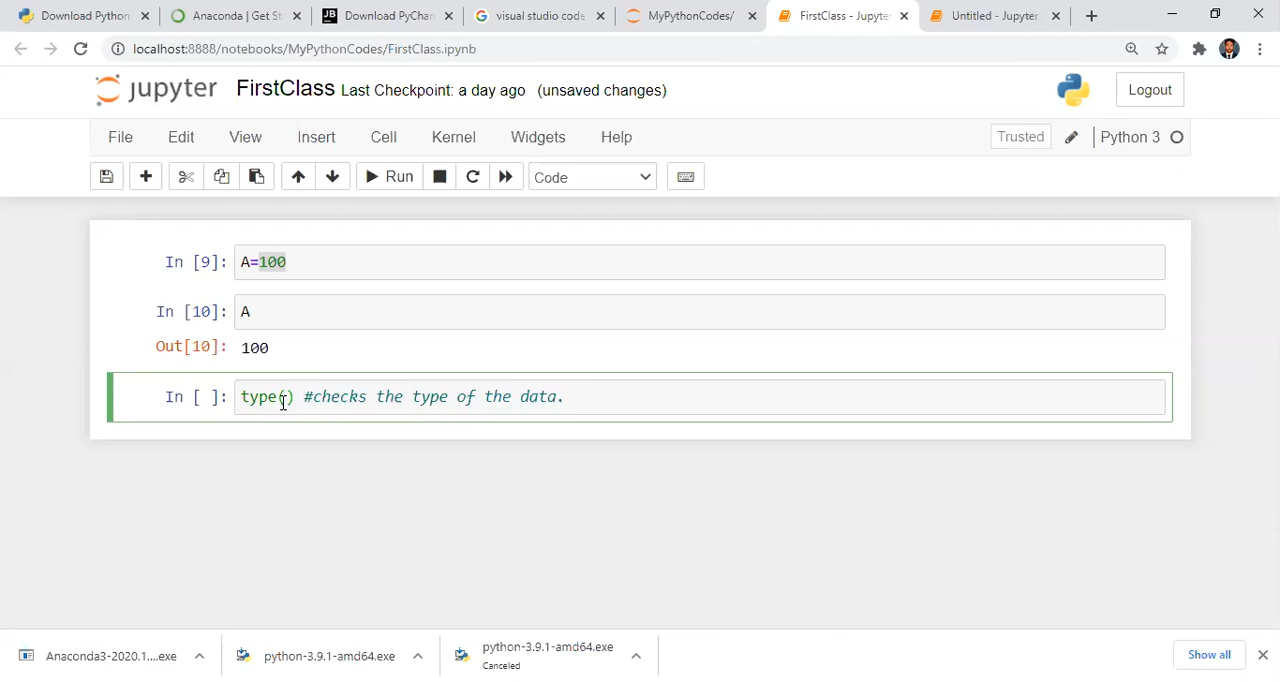 Download Python
Anaconda | Get St
Download PyChar
visual studio code
MyPythonCodes/
FirstClass - Jupyte
Untitled - Jupyter
localhost:8888/notebooks/MyPythonCodes/FirstClass.ipynb
jupyter FirstClass Last Checkpoint: a day ago (unsaved changes)
Logout
File Edit View Insert Cell Kernel Widgets Help
Trusted
Python 3
Run
Code
In [9]: A=100
In [10]: A
Out[10]: 100
In [ ]: type() #checks the type of the data.
Anaconda3-2020.1....exe
python-3.9.1-amd64.exe
python-3.9.1-amd64.exe
Canceled
Show all